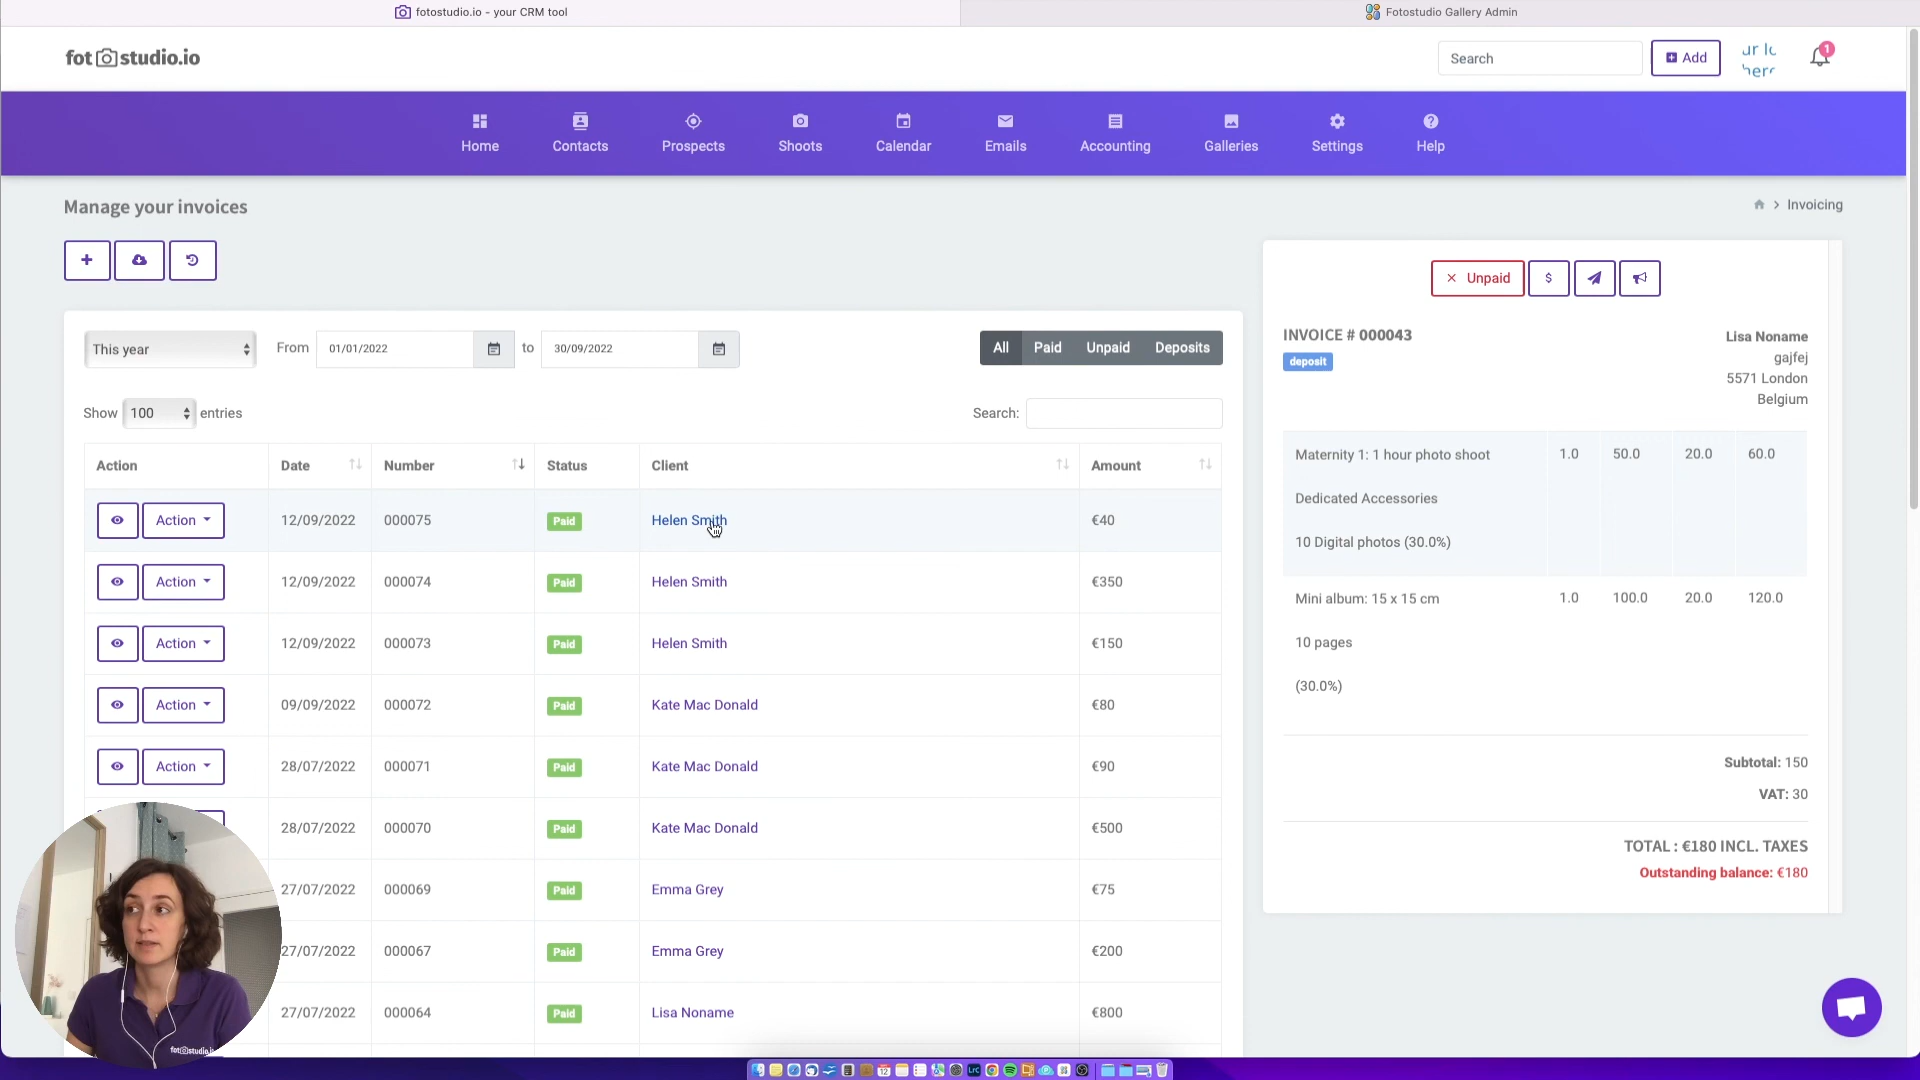 fotostudio.io - your CRM tool
Fotostudio Gallery Admin
fotostudio.io
Search
Add
1
Home
Contacts
Prospects
Shoots
Calendar
Emails
Accounting
Galleries
Settings
Help
Manage your invoices
> Invoicing
This year
From 01/01/2022 to 30/09/2022
All Paid Unpaid Deposits
Show 100 entries
Search:
Action Date Number Status Client Amount
Action 12/09/2022 000075 Paid Helen Smith €40
Action 12/09/2022 000074 Paid Helen Smith €350
Action 12/09/2022 000073 Paid Helen Smith €150
Action 09/09/2022 000072 Paid Kate Mac Donald €80
Action 28/07/2022 000071 Paid Kate Mac Donald €90
28/07/2022 000070 Paid Kate Mac Donald €500
27/07/2022 000069 Paid Emma Grey €75
27/07/2022 000067 Paid Emma Grey €200
27/07/2022 000064 Paid Lisa Noname €800
× Unpaid $
INVOICE # 000043
deposit
Lisa Noname
gajfej
5571 London
Belgium
Maternity 1: 1 hour photo shoot 1.0 50.0 20.0 60.0
Dedicated Accessories
10 Digital photos (30.0%)
Mini album: 15 x 15 cm 1.0 100.0 20.0 120.0
10 pages
(30.0%)
Subtotal: 150
VAT: 30
TOTAL : €180 INCL. TAXES
Outstanding balance: €180
fotostudio.i
12
LrC